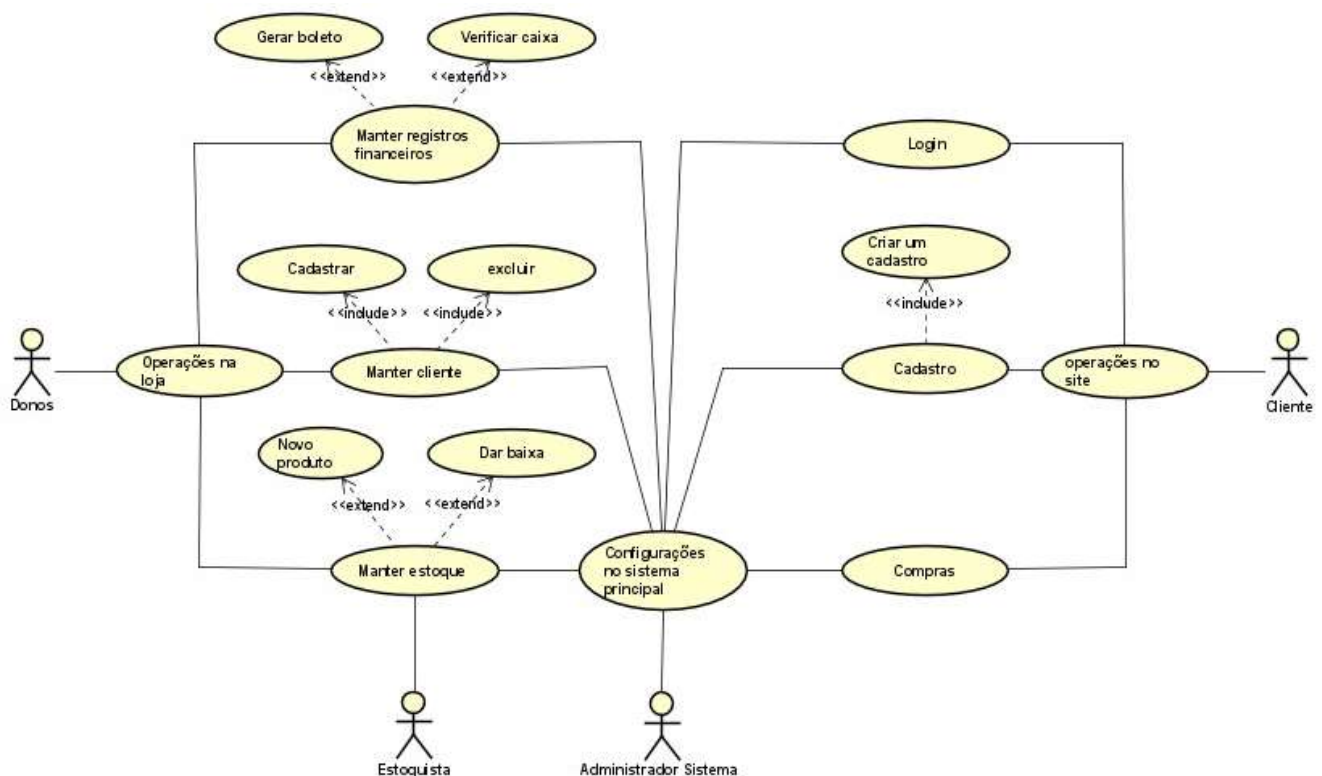 Gerar boleto
Verificar caixa
<<extend>>
<<extend>>
Manter registros
financeiros
Login
Criar um
cadastro
Cadastrar
excluir
<<include>>
<<include>>
<<include>>
Operações na
loja
Manter cliente
Cadastro
operações no
site
Donos
Cliente
Novo
produto
Dar baixa
<<extend>>
<<extend>>
Manter estoque
Configurações
no sistema
principal
Compras
Estoquista
Administrador Sistema